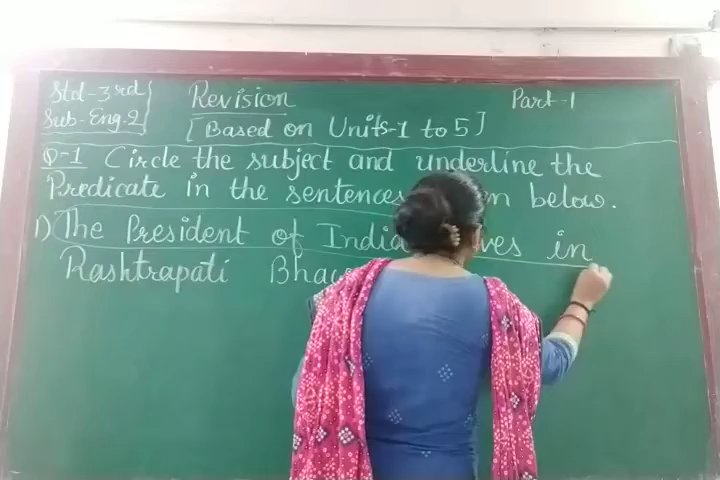 Std-3rd
Sub-Eng-2
Revision
Part-1
[Based on Units-1 to 5]
Q-1 Circle the subject and underline the
Predicate in the sentences below.
1) The President of India in
Rashtrapati